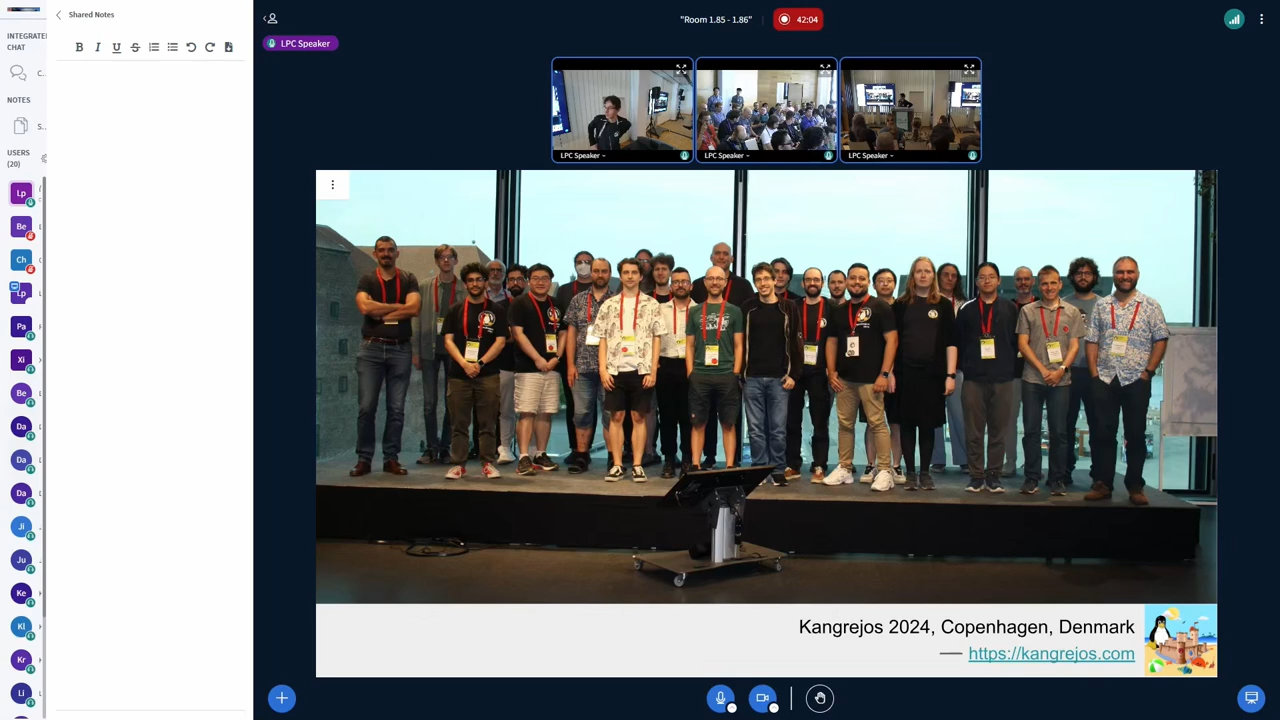 Shared Notes
INTEGRATE
CHAT
C...
NOTES
S...
USERS
(20)
Lp
Be
Ch
Lp
Pa
Xi
Be
Da
Da
Da
Ji
Ju
Ke
Kl
Kr
Li
B I U S
"Room 1.85 - 1.86"
42:04
LPC Speaker
LPC Speaker
LPC Speaker
LPC Speaker
Kangrejos 2024, Copenhagen, Denmark
— https://kangrejos.com